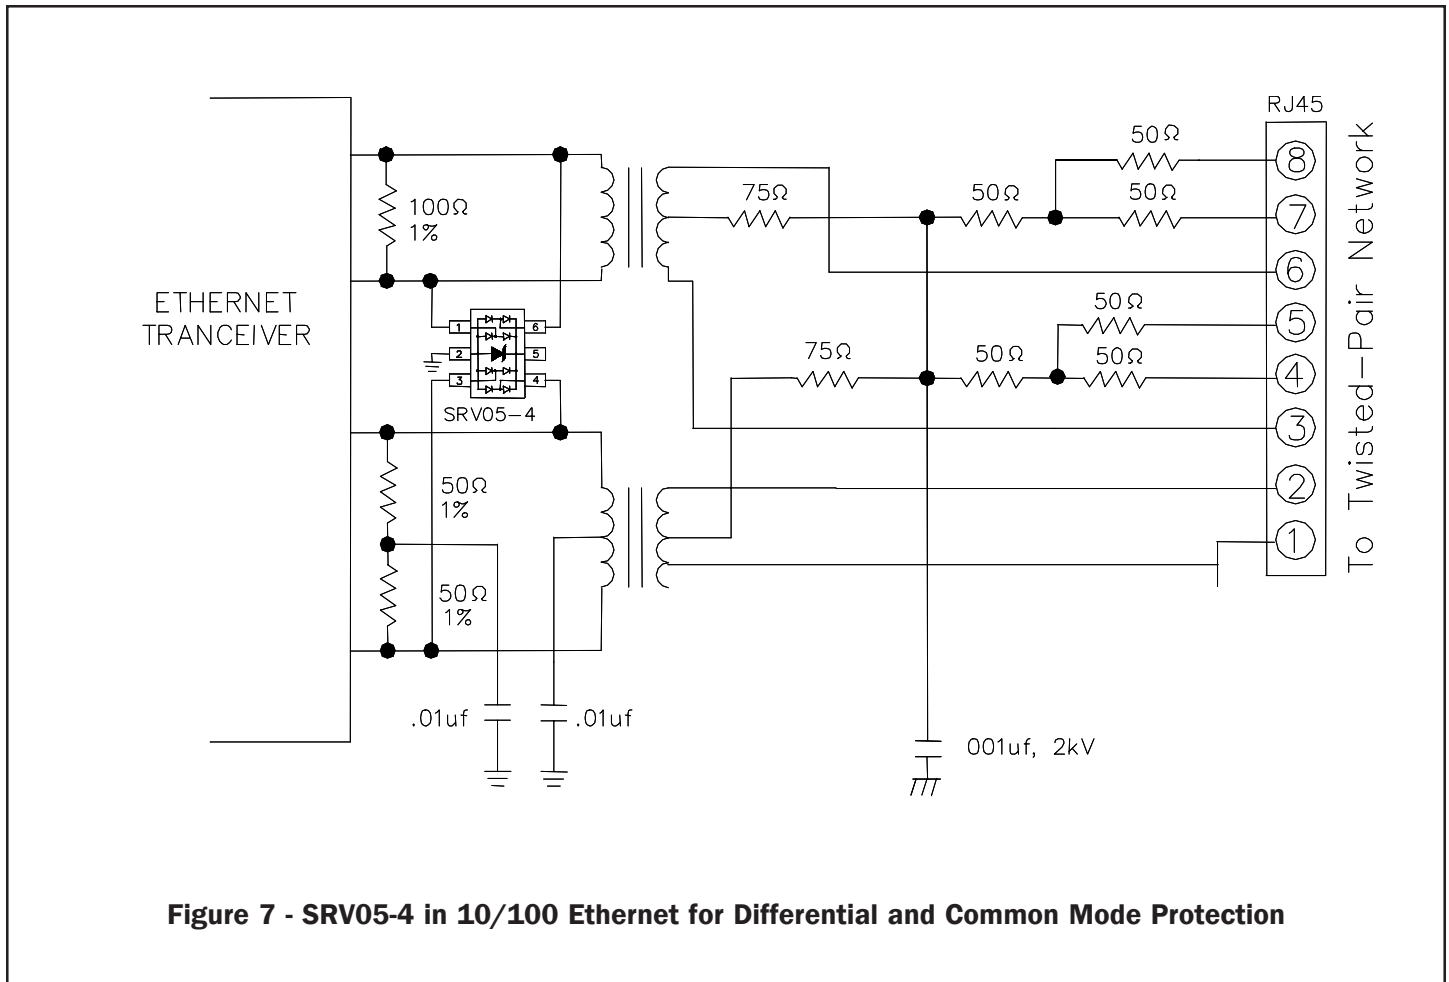 RJ45
50Ω
8
100Ω
1%
75Ω
50Ω
50Ω
7
6
ETHERNET
TRANCEIVER
1
6
2
5
3
4
SRV05-4
50Ω
5
75Ω
50Ω
50Ω
4
3
50Ω
1%
2
1
50Ω
1%
.01uf
.01uf
001uf, 2kV
To Twisted-Pair Network
Figure 7 - SRV05-4 in 10/100 Ethernet for Differential and Common Mode Protection